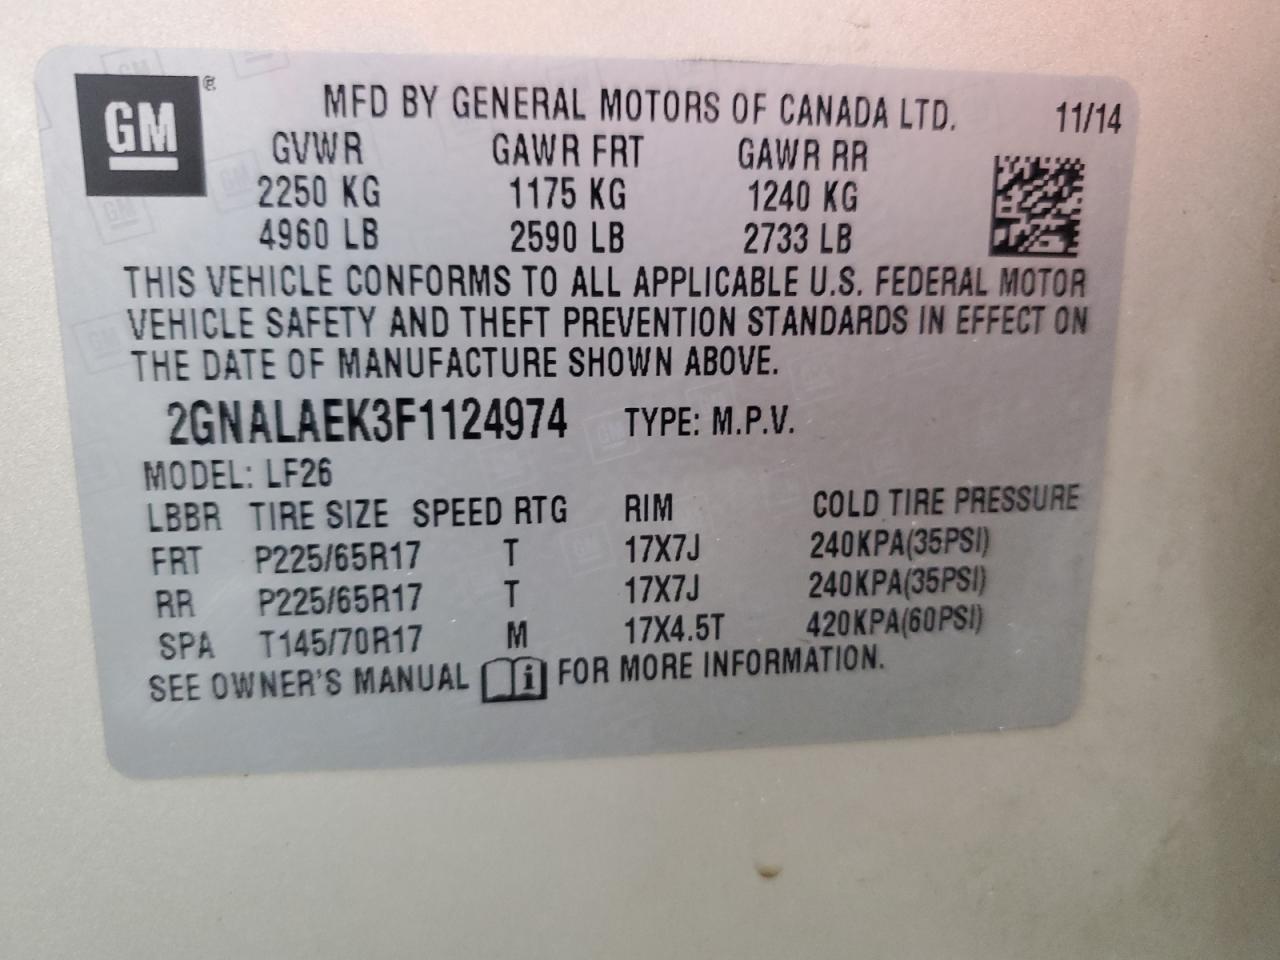 GM ®
MFD BY GENERAL MOTORS OF CANADA LTD. 11/14
GVWR GAWR FRT GAWR RR
2250 KG 1175 KG 1240 KG
4960 LB 2590 LB 2733 LB
THIS VEHICLE CONFORMS TO ALL APPLICABLE U.S. FEDERAL MOTOR
VEHICLE SAFETY AND THEFT PREVENTION STANDARDS IN EFFECT ON
THE DATE OF MANUFACTURE SHOWN ABOVE.
2GNALAEK3F1124974 TYPE: M.P.V.
MODEL: LF26
LBBR TIRE SIZE SPEED RTG RIM COLD TIRE PRESSURE
FRT P225/65R17 T 17X7J 240KPA(35PSI)
RR P225/65R17 T 17X7J 240KPA(35PSI)
SPA T145/70R17 M 17X4.5T 420KPA(60PSI)
SEE OWNER'S MANUAL i FOR MORE INFORMATION.